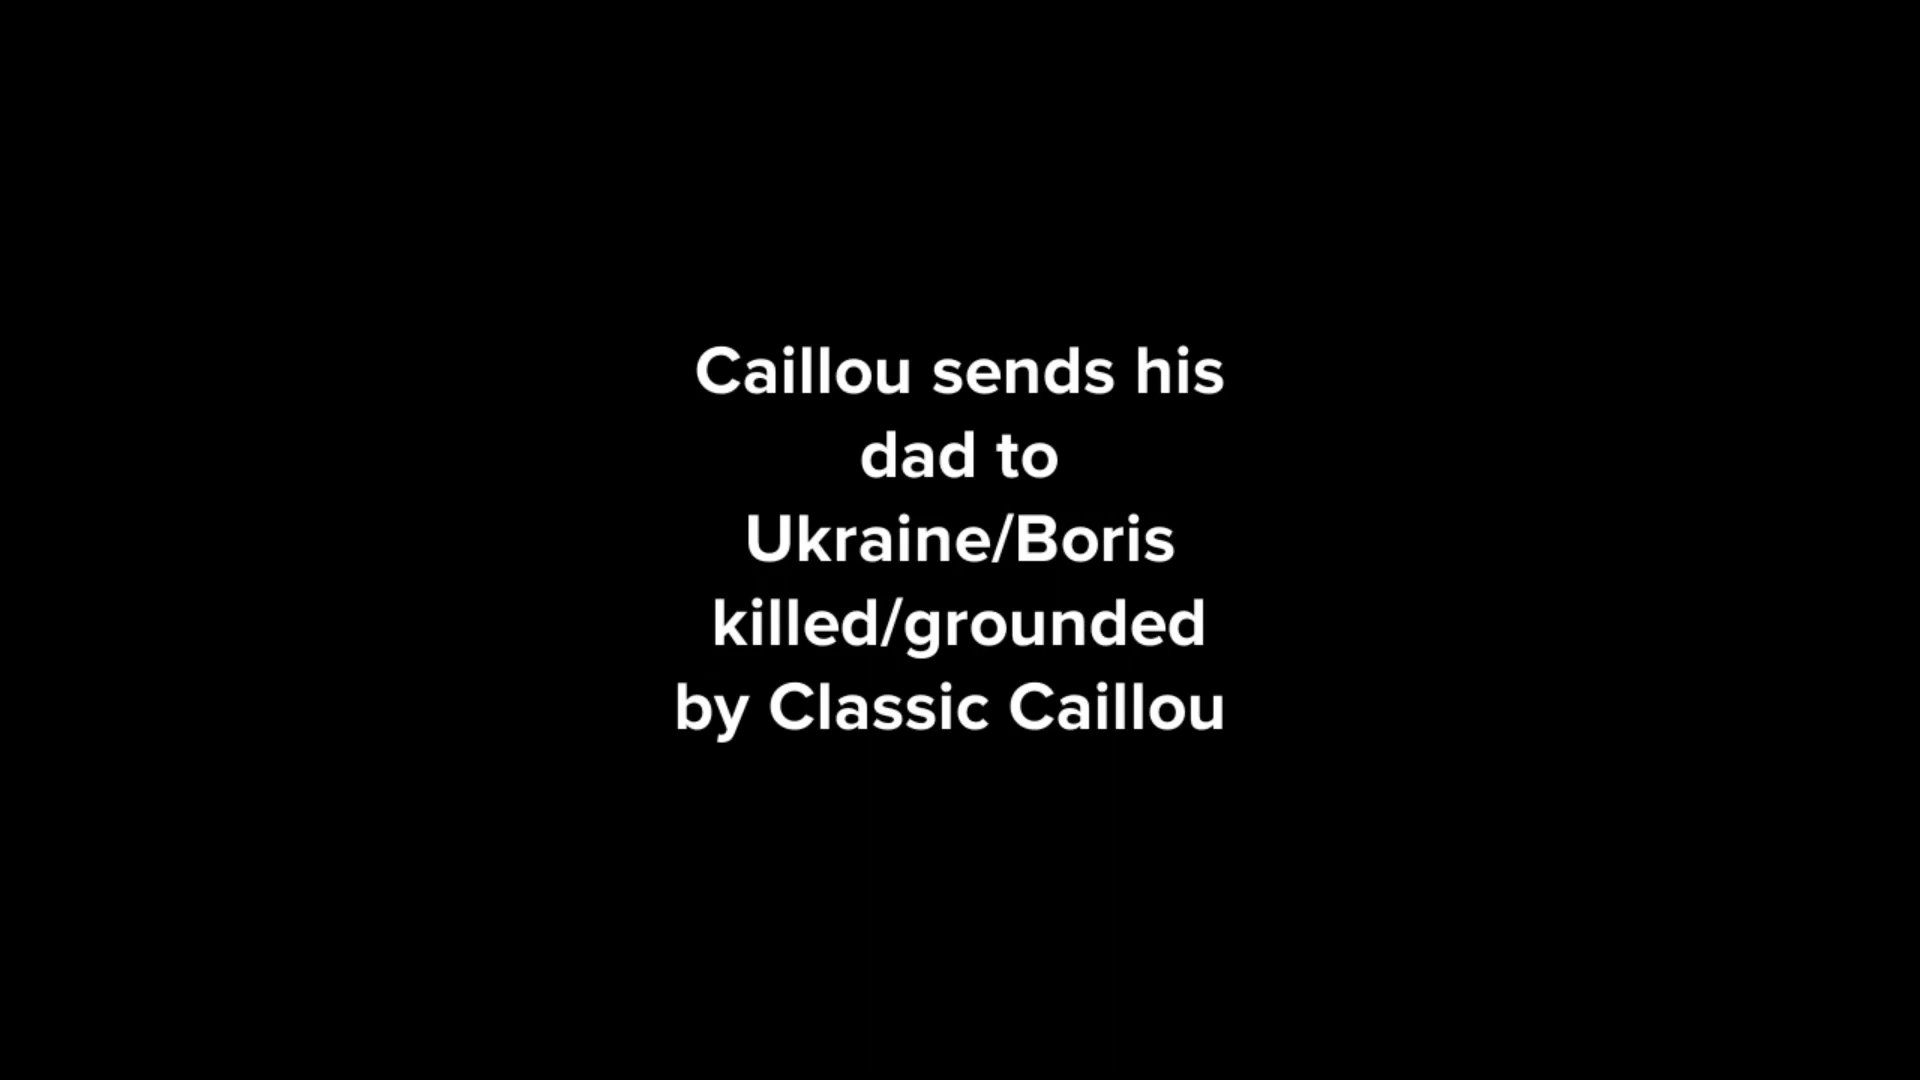 Caillou sends his
dad to
Ukraine/Boris
killed/grounded
by Classic Caillou